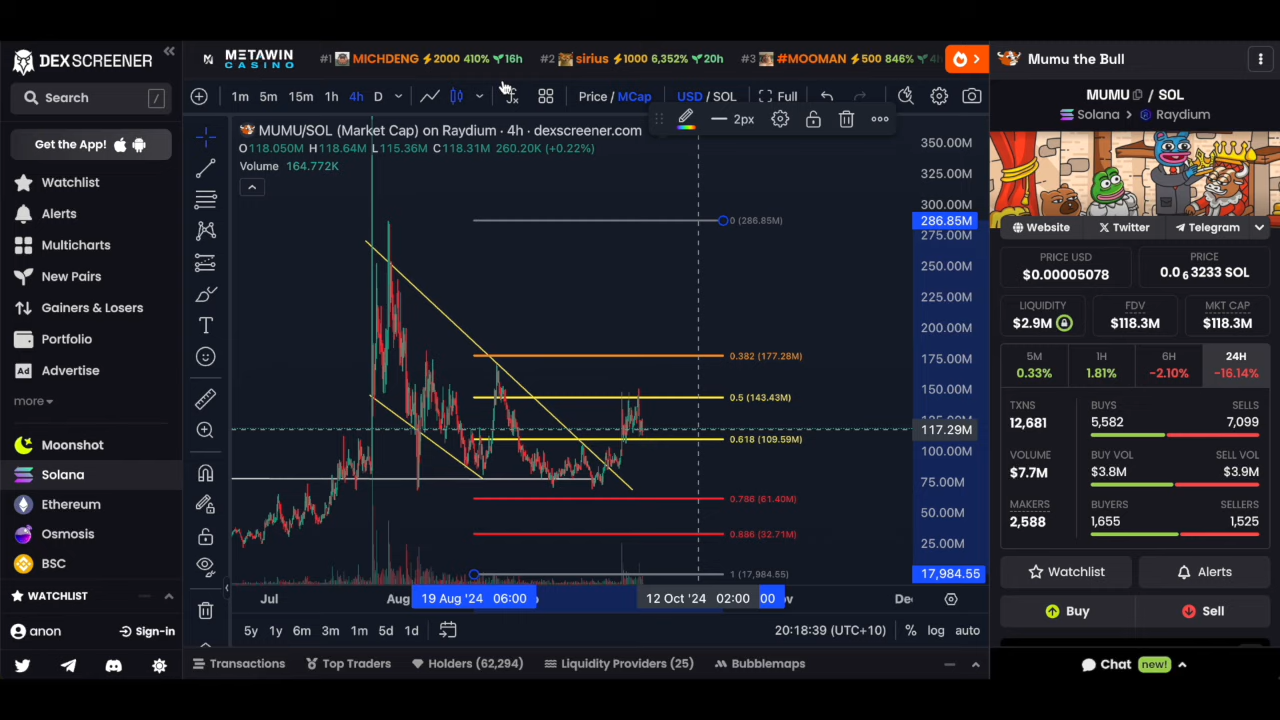 DEXSCREENER
Search /
Get the App!
Watchlist
Alerts
Multicharts
New Pairs
Gainers & Losers
Portfolio
Ad Advertise
more
Moonshot
Solana
Ethereum
Osmosis
BSC
WATCHLIST
anon Sign-in
METAWIN
CASINO
#1 MICHDENG 2000 410% 16h
#2 sirius 1000 6,352% 20h
#3 #MOOMAN 500 846%
1m 5m 15m 1h 4h D
Price / MCap USD / SOL Full
2px
MUMU/SOL (Market Cap) on Raydium · 4h · dexscreener.com
O118.050M H118.64M L115.36M C118.31M 260.20K (+0.22%)
Volume 164.772K
0 (286.85M)
0.382 (177.28M)
0.5 (143.43M)
0.618 (109.59M)
0.786 (61.40M)
0.886 (32.71M)
1 (17,984.55)
350.00M
325.00M
300.00M
286.85M
275.00M
250.00M
225.00M
200.00M
175.00M
150.00M
117.29M
100.00M
75.00M
50.00M
25.00M
17,984.55
Jul Aug 19 Aug '24 06:00 12 Oct '24 02:00 :00
5y 1y 6m 3m 1m 5d 1d
20:18:39 (UTC+10) % log auto
Transactions Top Traders Holders (62,294) Liquidity Providers (25) Bubblemaps
Mumu the Bull
MUMU / SOL
Solana > Raydium
Website Twitter Telegram
PRICE USD
$0.00005078
PRICE
0.0₆3233 SOL
LIQUIDITY
$2.9M
FDV
$118.3M
MKT CAP
$118.3M
5M
0.33%
1H
1.81%
6H
-2.10%
24H
-16.14%
TXNS
12,681
BUYS
5,582
SELLS
7,099
VOLUME
$7.7M
BUY VOL
$3.8M
SELL VOL
$3.9M
MAKERS
2,588
BUYERS
1,655
SELLERS
1,525
Watchlist Alerts
Buy Sell
Chat new!